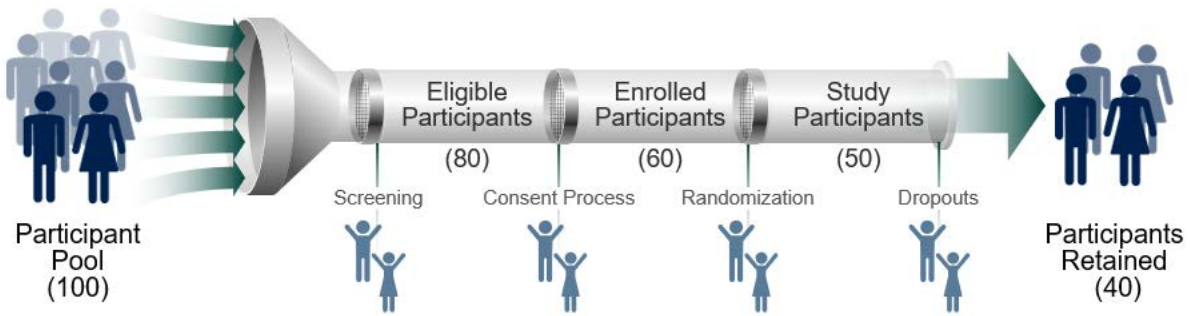 Participant
Pool
(100)
Eligible
Participants
(80)
Enrolled
Participants
(60)
Study
Participants
(50)
Screening
Consent Process
Randomization
Dropouts
Participants
Retained
(40)